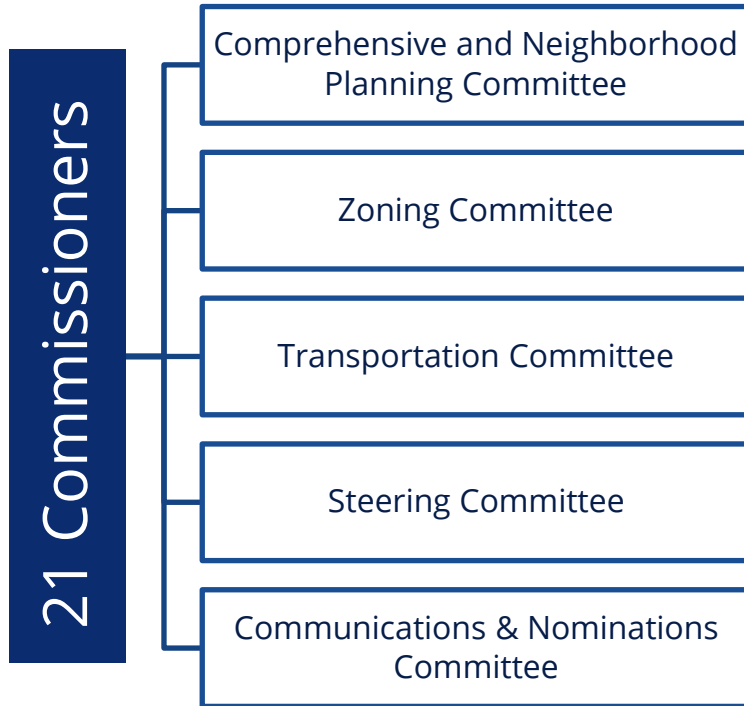 21 Commissioners
Comprehensive and Neighborhood
Planning Committee
Zoning Committee
Transportation Committee
Steering Committee
Communications & Nominations
Committee